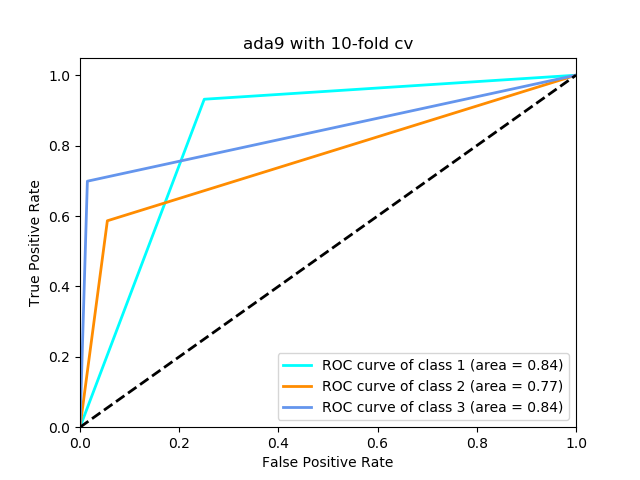 ada9 with 10-fold cv
1.0
0.8
0.6
0.4
0.2
0.0
True Positive Rate
ROC curve of class 1 (area = 0.84)
ROC curve of class 2 (area = 0.77)
ROC curve of class 3 (area = 0.84)
0.0 0.2 0.4 0.6 0.8 1.0
False Positive Rate